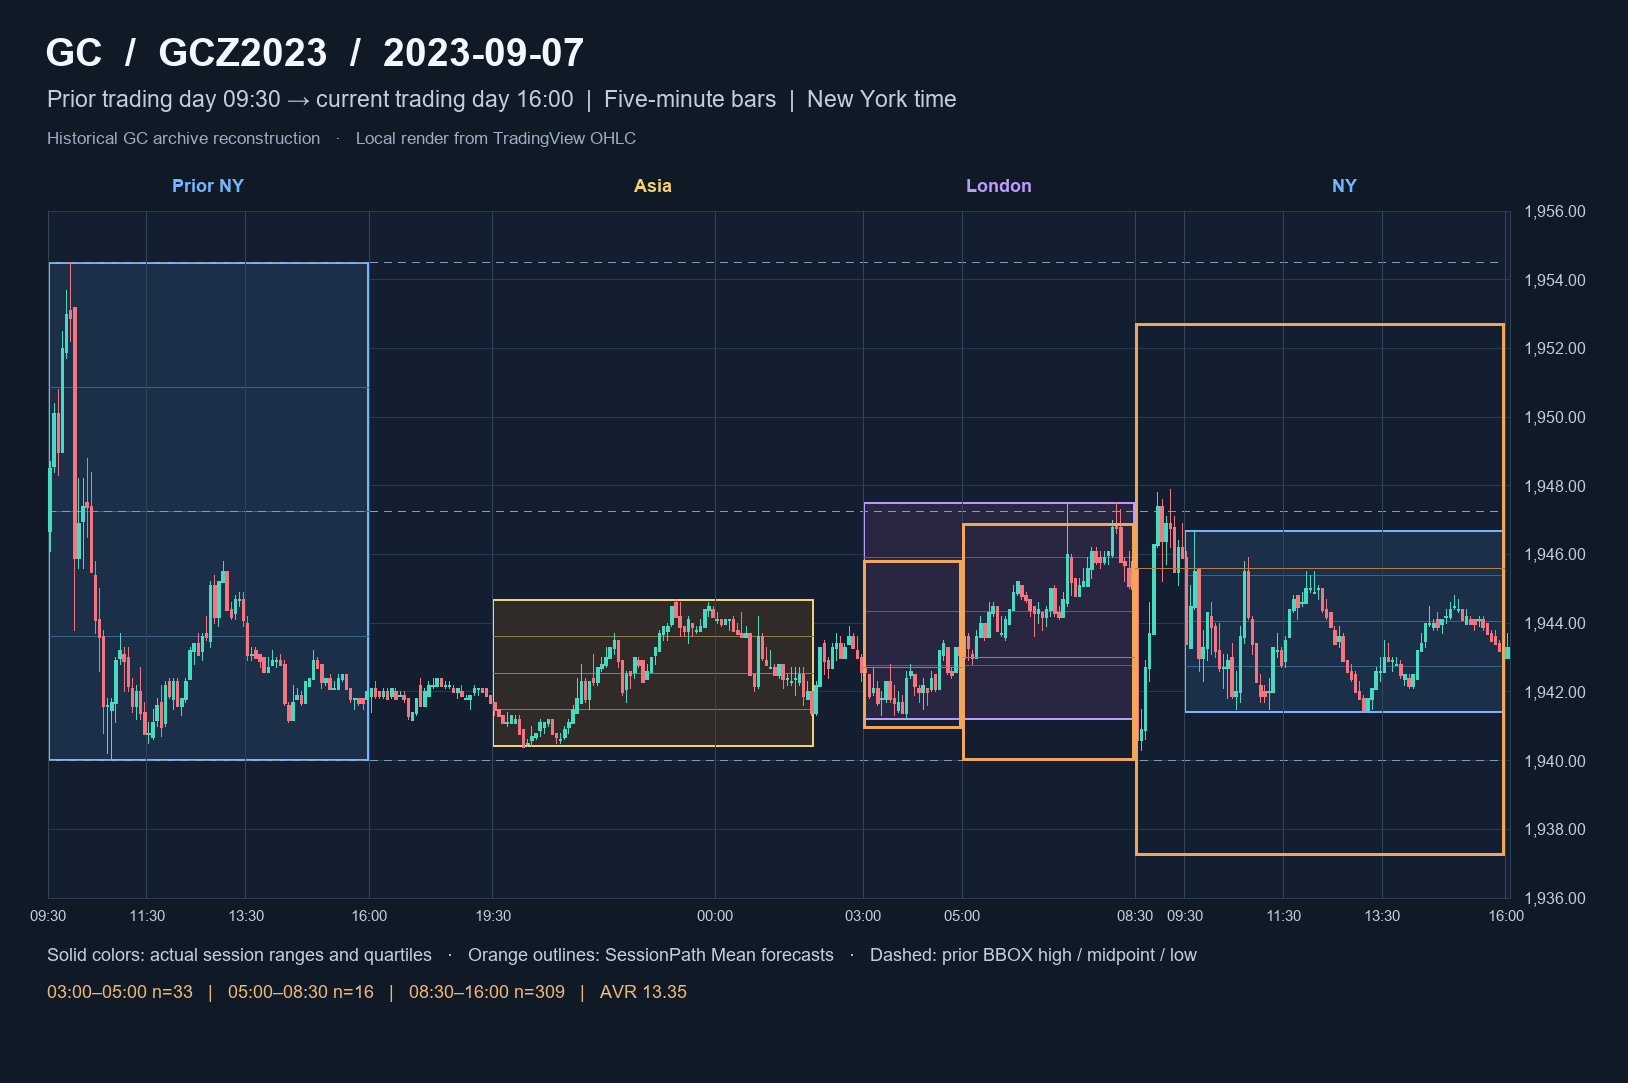 GC / GCZ2023 / 2023-09-07
Prior trading day 09:30 → current trading day 16:00 | Five-minute bars | New York time
Historical GC archive reconstruction · Local render from TradingView OHLC
Prior NY Asia London NY
1,956.00
1,954.00
1,952.00
1,950.00
1,948.00
1,946.00
1,944.00
1,942.00
1,940.00
1,938.00
1,936.00
09:30 11:30 13:30 16:00 19:30 00:00 03:00 05:00 08:30 09:30 11:30 13:30 16:00
Solid colors: actual session ranges and quartiles · Orange outlines: SessionPath Mean forecasts · Dashed: prior BBOX high / midpoint / low
03:00–05:00 n=33 | 05:00–08:30 n=16 | 08:30–16:00 n=309 | AVR 13.35